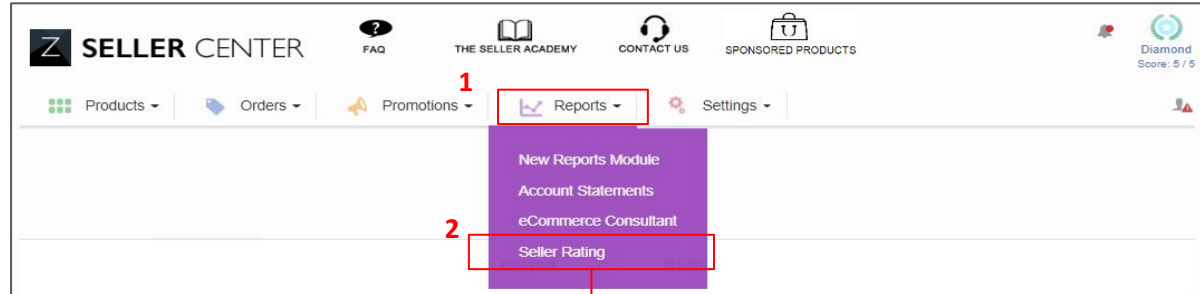 Z SELLER CENTER
FAQ
THE SELLER ACADEMY
CONTACT US
SPONSORED PRODUCTS
Diamond
Score: 5 / 5
1
Products
Orders
Promotions
Reports
Settings
New Reports Module
Account Statements
eCommerce Consultant
2
Seller Rating